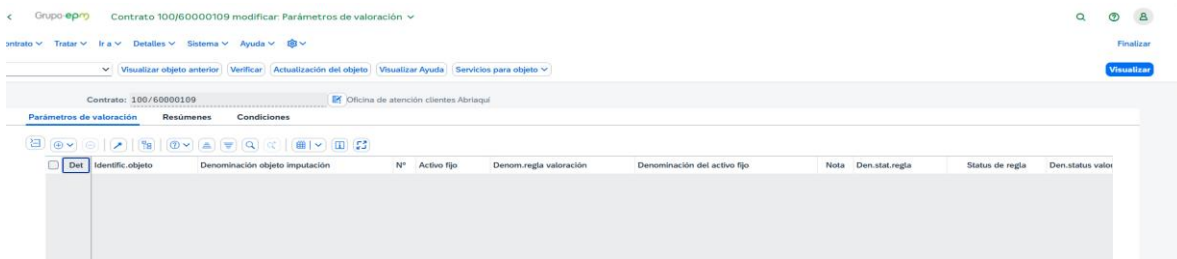 Grupo epm Contrato 100/60000109 modificar: Parámetros de valoración
ontrato Tratar Ir a Detalles Sistema Ayuda Finalizar
Visualizar objeto anterior Verificar Actualización del objeto Visualizar Ayuda Servicios para objeto Visualizar
Contrato: 100/60000109 Oficina de atención clientes Abriaquí
Parámetros de valoración Resúmenes Condiciones
Det Identific.objeto Denominación objeto imputación Nº Activo fijo Denom.regla valoración Denominación del activo fijo Nota Den.stat.regla Status de regla Den.status valor